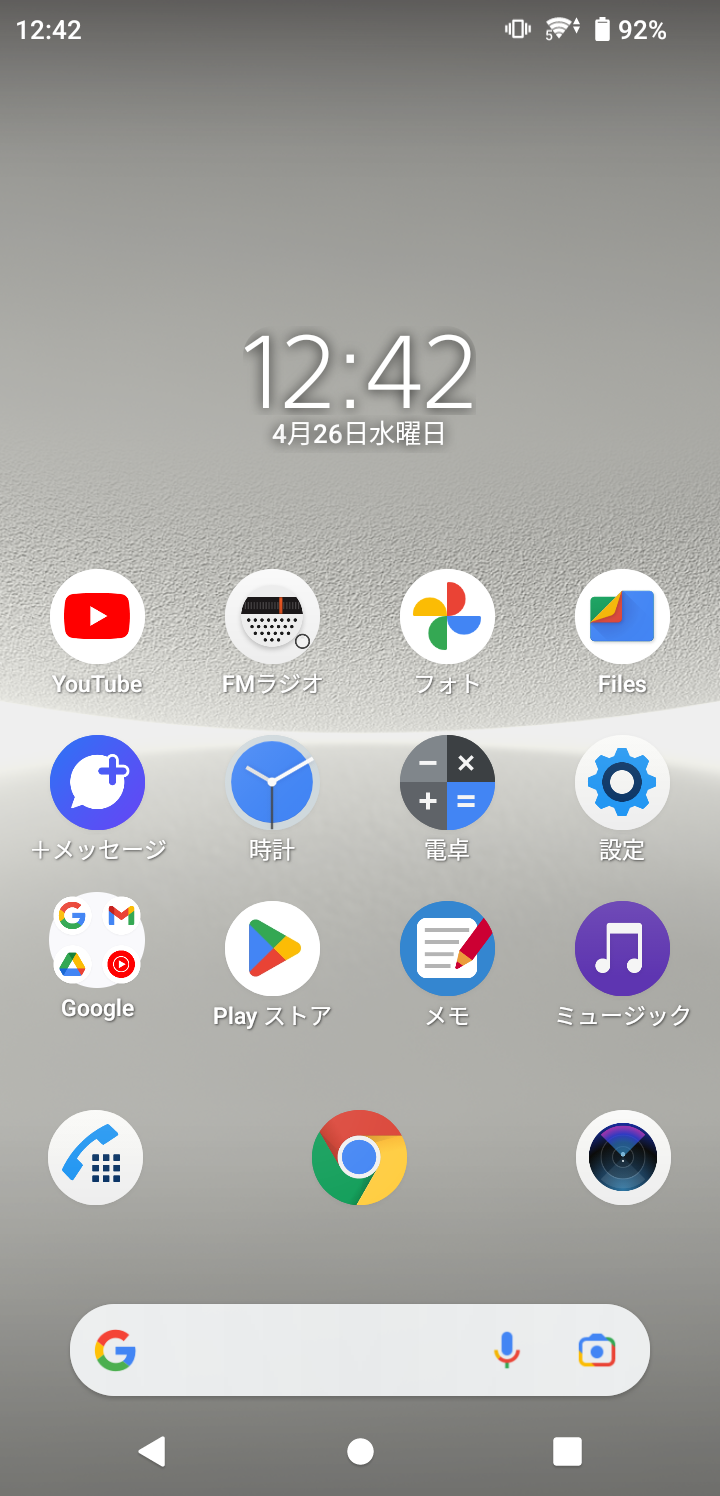 12:42
5
92%
12:42
4月26日水曜日
YouTube
FMラジオ
フォト
Files
＋メッセージ
時計
電卓
設定
Google
Play ストア
メモ
ミュージック